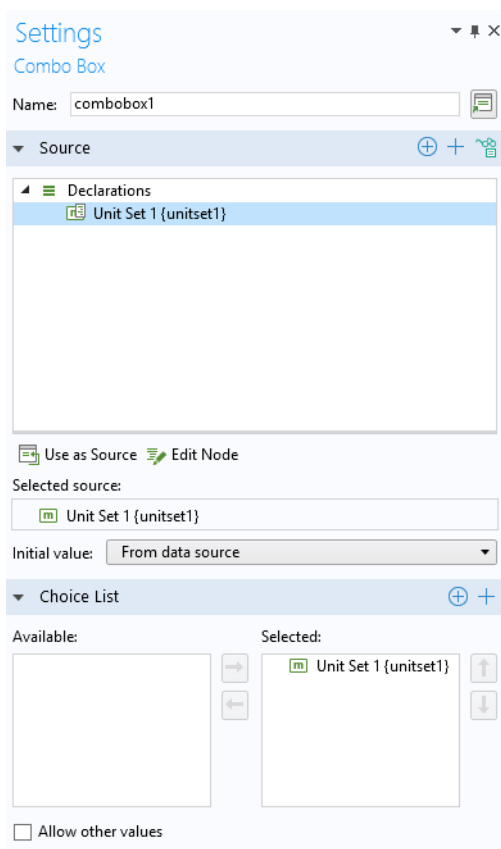 Settings
Combo Box
Name: combobox1
Source
Declarations
Unit Set 1 {unitset1}
Use as Source Edit Node
Selected source:
m Unit Set 1 {unitset1}
Initial value: From data source
Choice List
Available: Selected:
m Unit Set 1 {unitset1}
Allow other values